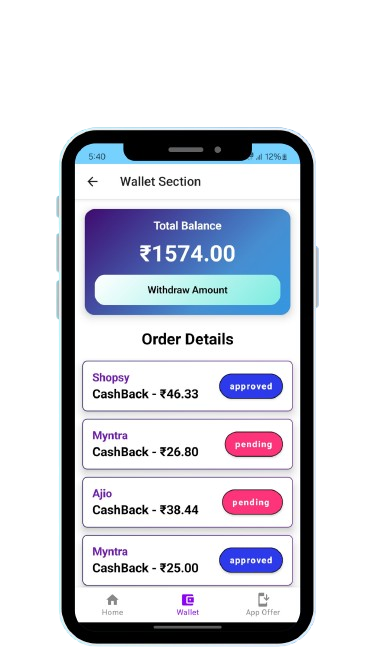 5:40
12%
Wallet Section
Total Balance
₹1574.00
Withdraw Amount
Order Details
Shopsy
CashBack - ₹46.33
approved
Myntra
CashBack - ₹26.80
pending
Ajio
CashBack - ₹38.44
pending
Myntra
CashBack - ₹25.00
approved
Home
Wallet
App Offer